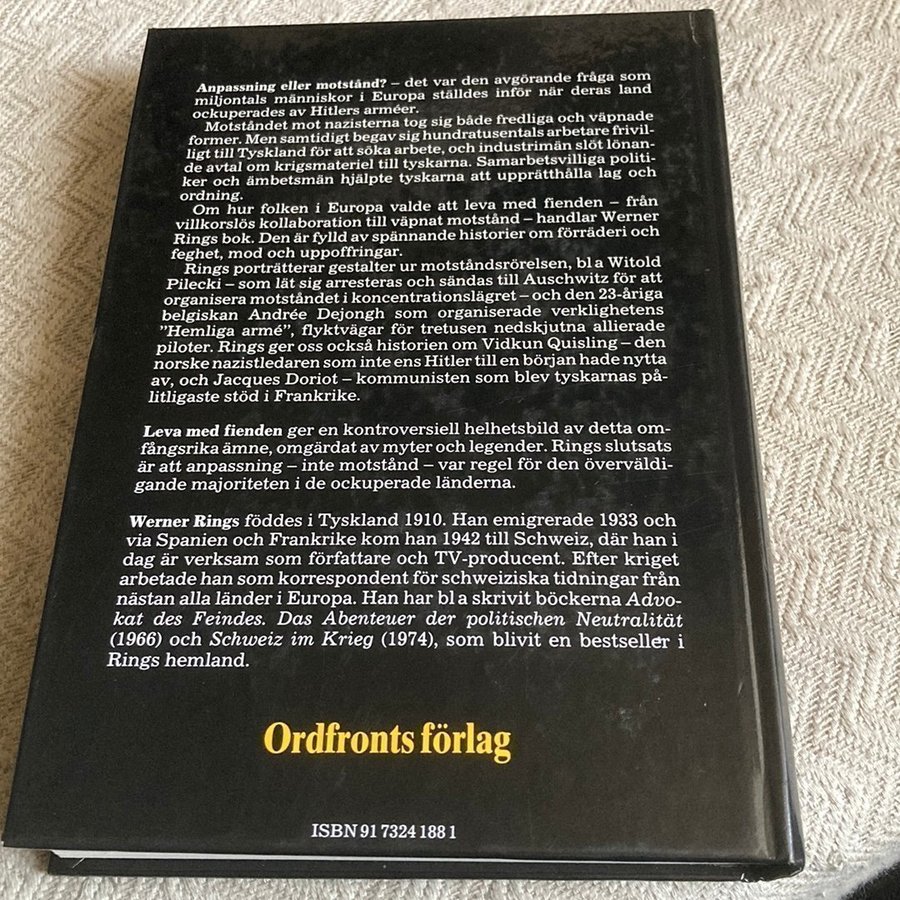 Anpassning eller motstånd? – det var den avgörande fråga som
miljontals människor i Europa ställdes inför när deras land
ockuperades av Hitlers arméer.
Motståndet mot nazisterna tog sig både fredliga och väpnade
former. Men samtidigt begav sig hundratusentals arbetare frivil-
ligt till Tyskland för att söka arbete, och industrimän slöt lönan-
de avtal om krigsmateriel till tyskarna. Samarbetsvilliga politi-
ker och ämbetsmän hjälpte tyskarna att upprätthålla lag och
ordning.
Om hur folken i Europa valde att leva med fienden – från
villkorslös kollaboration till väpnat motstånd – handlar Werner
Rings bok. Den är fylld av spännande historier om förräderi och
feghet, mod och uppoffringar.
Rings porträtterar gestalter ur motståndsrörelsen, bl a Witold
Pilecki – som lät sig arresteras och sändas till Auschwitz för att
organisera motståndet i koncentrationslägret – och den 23-åriga
belgiskan Andrée Dejongh som organiserade verklighetens
"Hemliga armé", flyktvägar för tretusen nedskjutna allierade
piloter. Rings ger oss också historien om Vidkun Quisling – den
norske nazistledaren som inte ens Hitler till en början hade nytta
av, och Jacques Doriot – kommunisten som blev tyskarnas på-
litligaste stöd i Frankrike.
Leva med fienden ger en kontroversiell helhetsbild av detta om-
fångsrika ämne, omgärdat av myter och legender. Rings slutsats
är att anpassning – inte motstånd – var regel för den överväldi-
gande majoriteten i de ockuperade länderna.
Werner Rings föddes i Tyskland 1910. Han emigrerade 1933 och
via Spanien och Frankrike kom han 1942 till Schweiz, där han i
dag är verksam som författare och TV-producent. Efter kriget
arbetade han som korrespondent för schweiziska tidningar från
nästan alla länder i Europa. Han har bl a skrivit böckerna Advo-
kat des Feindes. Das Abenteuer der politischen Neutralität
(1966) och Schweiz im Krieg (1974), som blivit en bestseller i
Rings hemland.
Ordfronts förlag
ISBN 91 7324 188 1